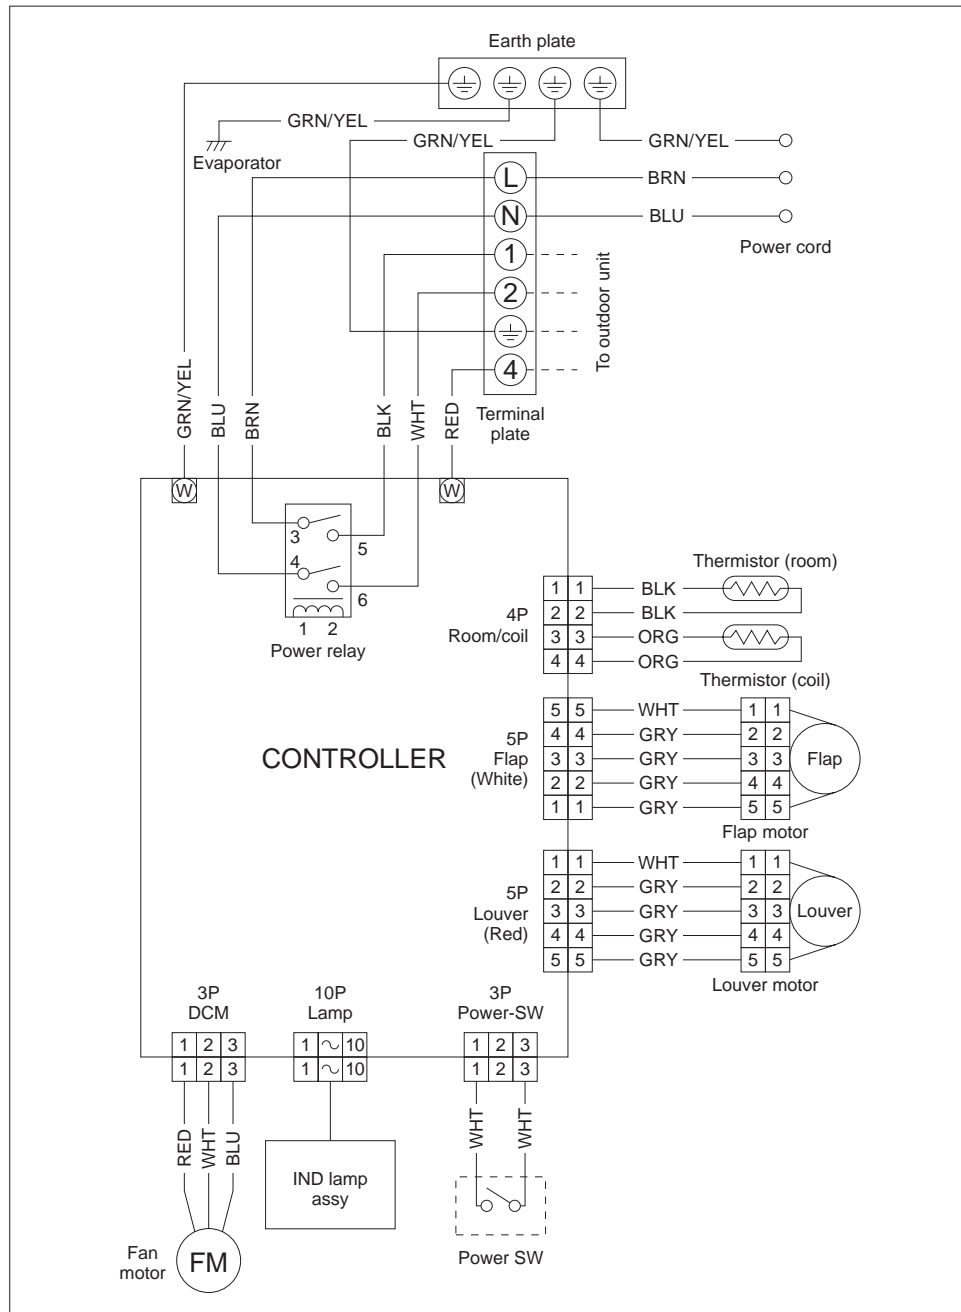 Earth plate
GRN/YEL
GRN/YEL
GRN/YEL
Evaporator
L
BRN
N
BLU
Power cord
1
2
To outdoor unit
4
Terminal
plate
GRN/YEL
BLU
BRN
BLK
WHT
RED
W
W
3
5
4
6
1 2
Power relay
CONTROLLER
4P
Room/coil
1 1 BLK
2 2 BLK
3 3 ORG
4 4 ORG
Thermistor (room)
Thermistor (coil)
5P
Flap
(White)
5 5 WHT 1 1
4 4 GRY 2 2
3 3 GRY 3 3
2 2 GRY 4 4
1 1 GRY 5 5
Flap
Flap motor
5P
Louver
(Red)
1 1 WHT 1 1
2 2 GRY 2 2
3 3 GRY 3 3
4 4 GRY 4 4
5 5 GRY 5 5
Louver
Louver motor
3P
DCM
1 2 3
1 2 3
RED
WHT
BLU
Fan
motor
FM
10P
Lamp
1 ~ 10
1 ~ 10
IND lamp
assy
3P
Power-SW
1 2 3
1 2 3
WHT
WHT
Power SW